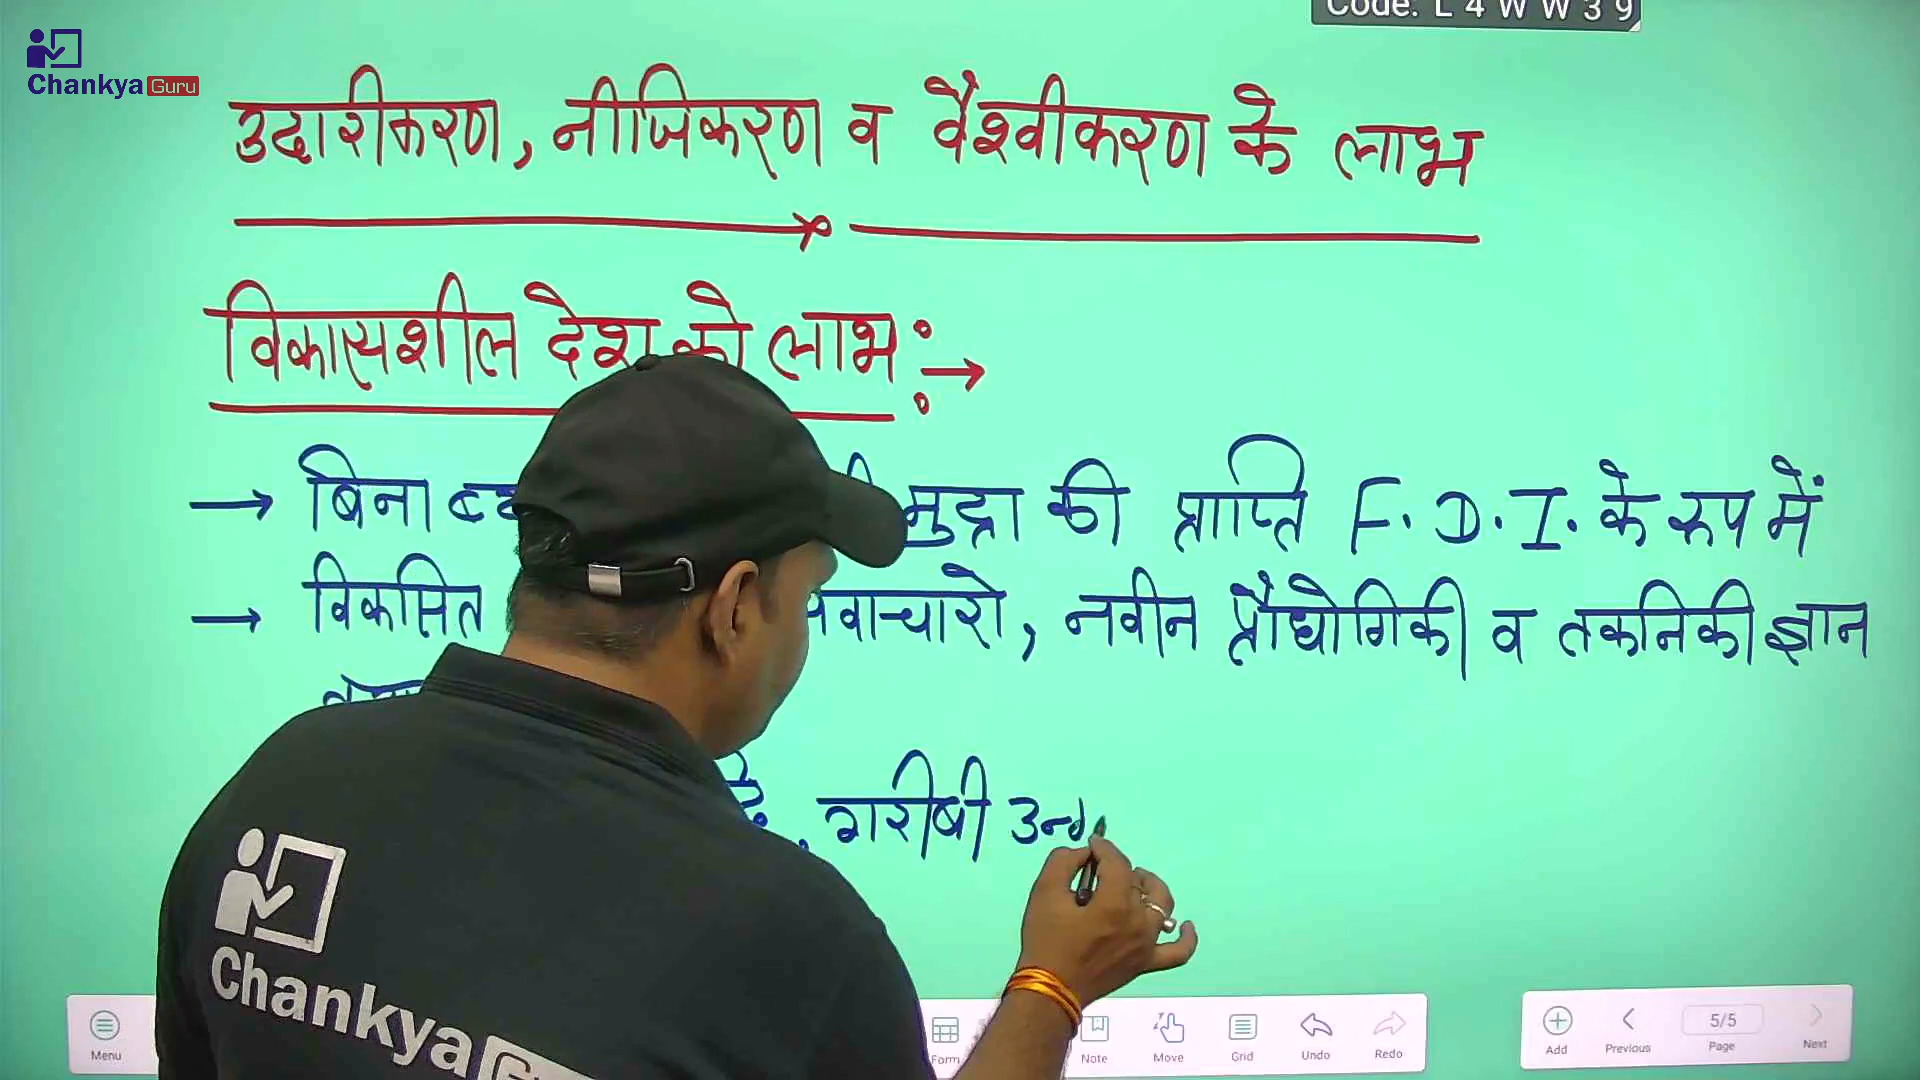 Code: L 4 W W 3 9
Chankya Guru
उदारीकरण, नीजिकरण व वैश्वीकरण के लाभ
विकासशील देश को लाभ :→
→ बिना मुद्रा की प्राप्ति F.D.I. के रूप में
→ विकसित नवाचारो, नवीन प्रौद्योगिकी व तकनिकी ज्ञान
गरीबी
Chankya
Menu
Form
Note
Move
Grid
Undo
Redo
Add
Previous
5/5
Page
Next